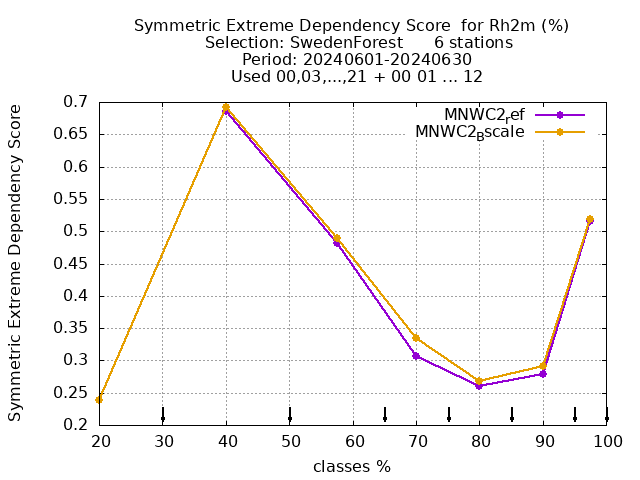 Symmetric Extreme Dependency Score for Rh2m (%)
Selection: SwedenForest 6 stations
Period: 20240601-20240630
Used 00,03,...,21 + 00 01 ... 12
Symmetric Extreme Dependency Score
0.7
0.65
0.6
0.55
0.5
0.45
0.4
0.35
0.3
0.25
0.2
MNWC2ref
MNWC2Bscale
20 30 40 50 60 70 80 90 100
classes %